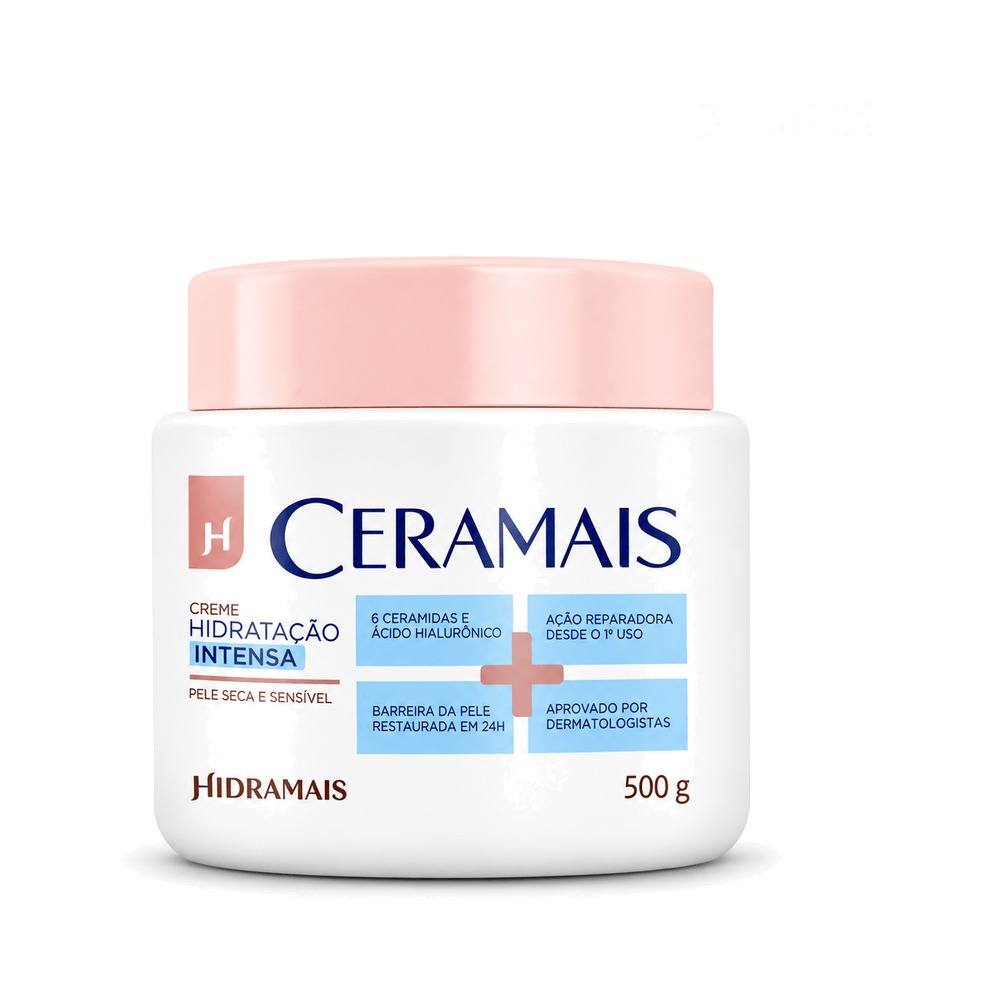 H
CERAMAIS
CREME
HIDRATAÇÃO
INTENSA
PELE SECA E SENSÍVEL
6 CERAMIDAS E
ÁCIDO HIALURÔNICO
AÇÃO REPARADORA
DESDE O 1º USO
BARREIRA DA PELE
RESTAURADA EM 24H
APROVADO POR
DERMATOLOGISTAS
HIDRAMAIS
500 g